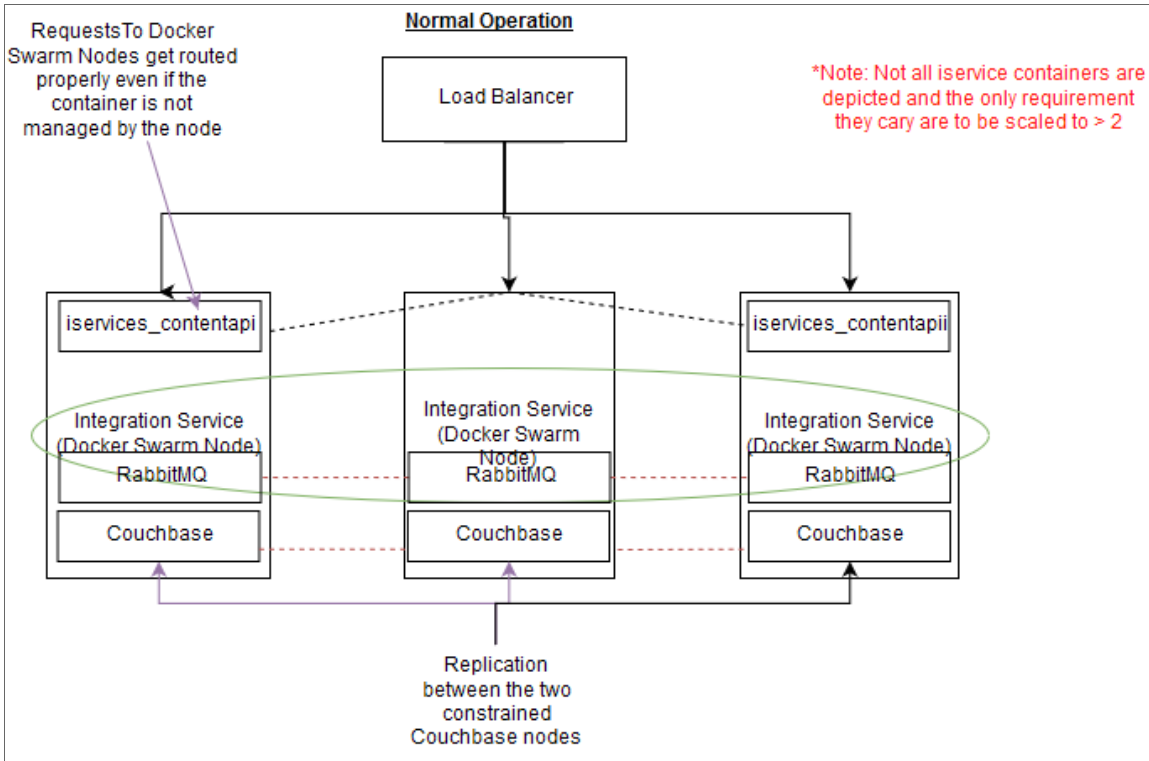 Normal Operation
RequestsTo Docker
Swarm Nodes get routed
properly even if the
container is not
managed by the node
Load Balancer
*Note: Not all iservice containers are
depicted and the only requirement
they cary are to be scaled to > 2
iservices_contentapi
iservices_contentapii
Integration Service
(Docker Swarm Node)
RabbitMQ
Couchbase
Integration Service
(Docker Swarm
Node)
RabbitMQ
Couchbase
Integration Service
(Docker Swarm Node)
RabbitMQ
Couchbase
Replication
between the two
constrained
Couchbase nodes